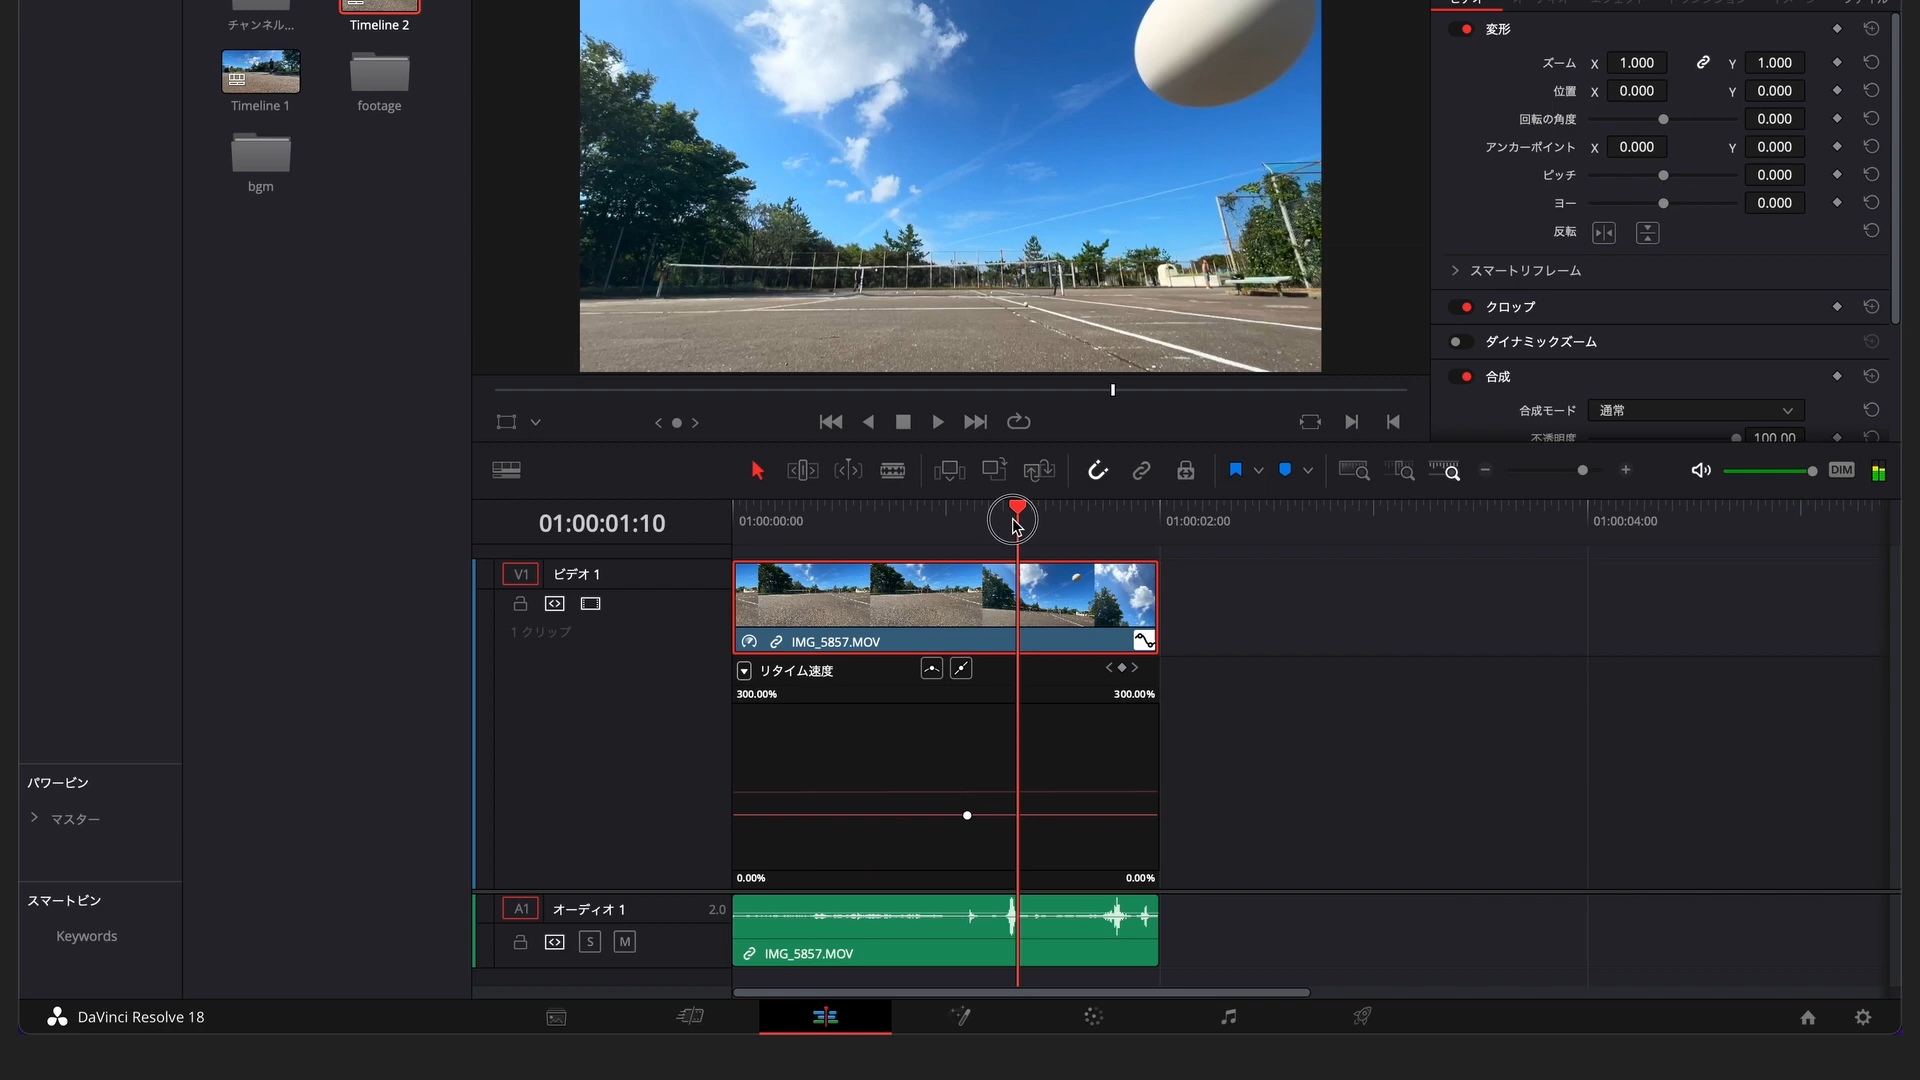 チャンネル...
Timeline 2
Timeline 1
footage
bgm
変形
ズーム X 1.000 Y 1.000
位置 X 0.000 Y 0.000
回転の角度 0.000
アンカーポイント X 0.000 Y 0.000
ピッチ 0.000
ヨー 0.000
反転
スマートリフレーム
クロップ
ダイナミックズーム
合成
合成モード 通常
不透明度 100.00
DIM
01:00:01:10
01:00:00:00
01:00:02:00
01:00:04:00
V1 ビデオ 1
1 クリップ
IMG_5857.MOV
リタイム速度
300.00% 300.00%
0.00% 0.00%
A1 オーディオ 1 2.0
S M
IMG_5857.MOV
パワービン
マスター
スマートビン
Keywords
DaVinci Resolve 18